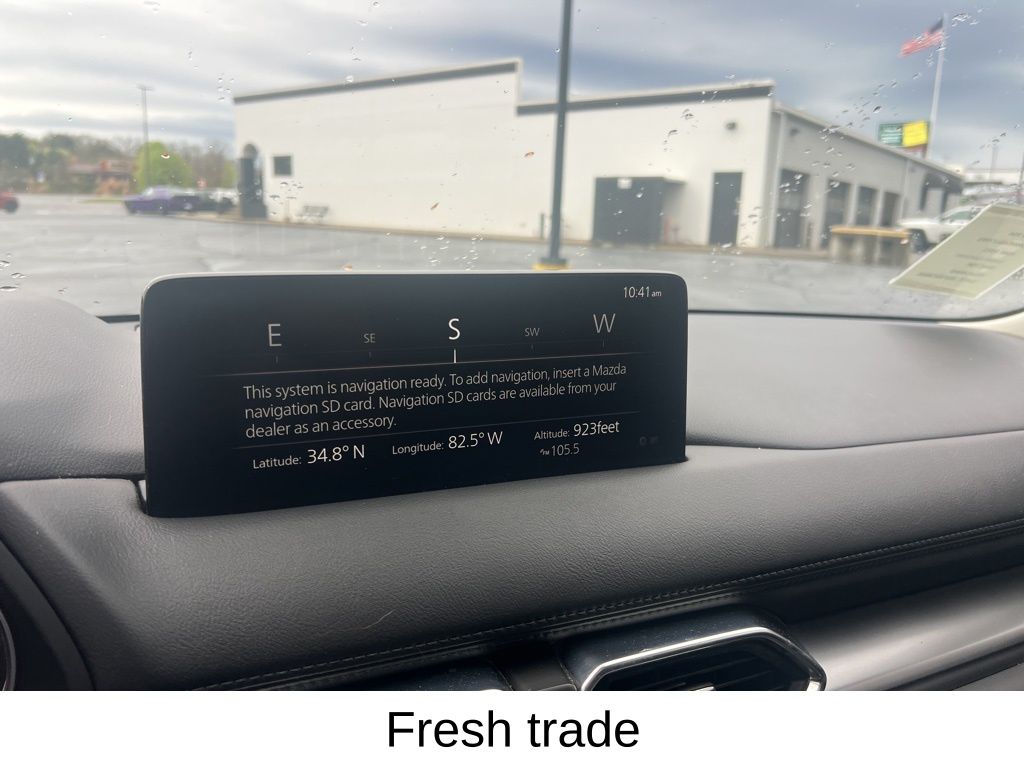 10:41am
E SE S SW W
This system is navigation ready. To add navigation, insert a Mazda
navigation SD card. Navigation SD cards are available from your
dealer as an accessory.
Latitude: 34.8° N Longitude: 82.5° W Altitude: 923feet
FM 105.5
Fresh trade